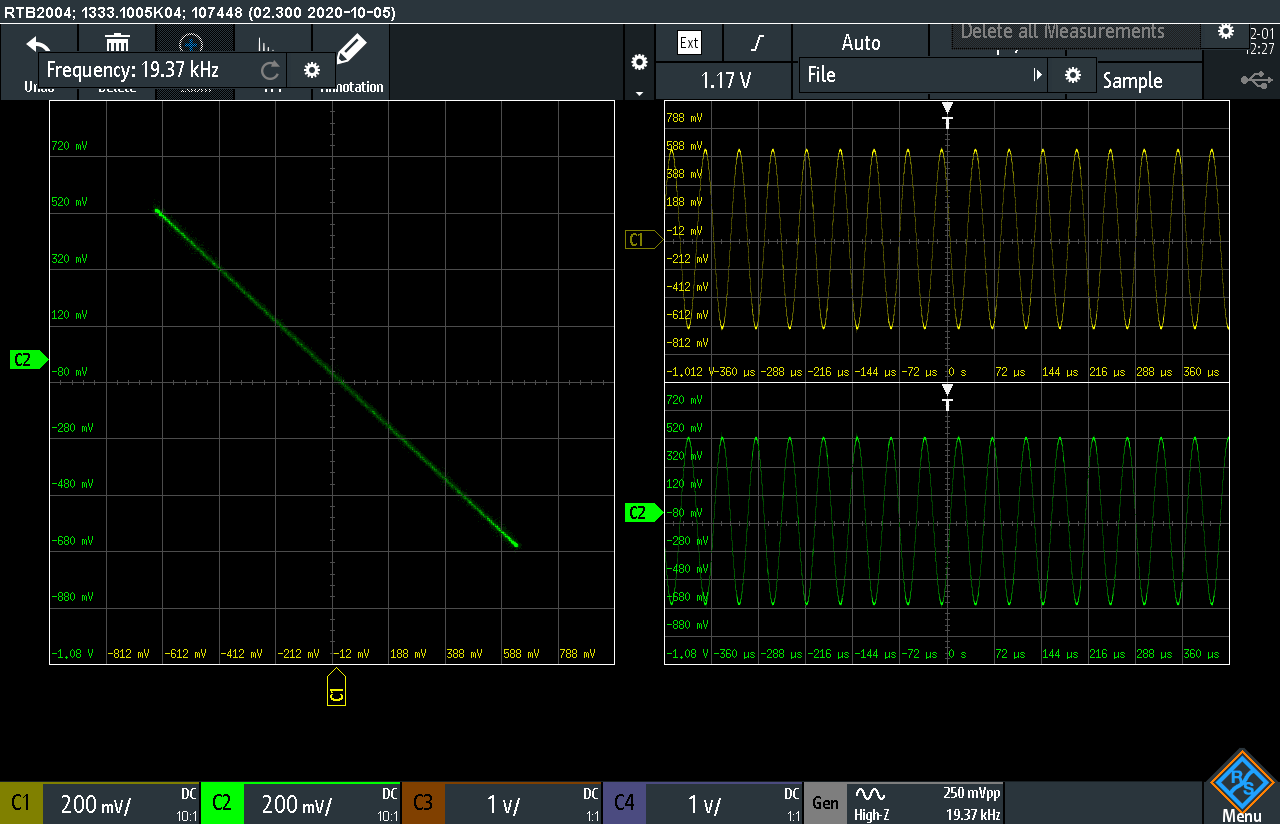 RTB2004; 1333.1005K04; 107448 (02.300 2020-10-05)
Delete all Measurements
Ext
Auto
2-01
Frequency: 19.37 kHz
File
12:27
1.17 V
Sample
Annotation
720 mV
520 mV
320 mV
120 mV
-80 mV
-280 mV
-480 mV
-680 mV
-880 mV
-1.08 V -812 mV -612 mV -412 mV -212 mV -12 mV 188 mV 388 mV 588 mV 788 mV
C2
C1
T
788 mV
588 mV
388 mV
188 mV
-12 mV
-212 mV
-412 mV
-612 mV
-812 mV
-1.012 V -360 µs -288 µs -216 µs -144 µs -72 µs 0 s 72 µs 144 µs 216 µs 288 µs 360 µs
C1
T
720 mV
520 mV
320 mV
120 mV
-80 mV
-280 mV
-480 mV
-680 mV
-880 mV
-1.08 V -360 µs -288 µs -216 µs -144 µs -72 µs 0 s 72 µs 144 µs 216 µs 288 µs 360 µs
C2
C1 200 mV/ DC 10:1
C2 200 mV/ DC 10:1
C3 1 V/ DC 1:1
C4 1 V/ DC 1:1
Gen High-Z 250 mVpp 19.37 kHz
R&S
Menu